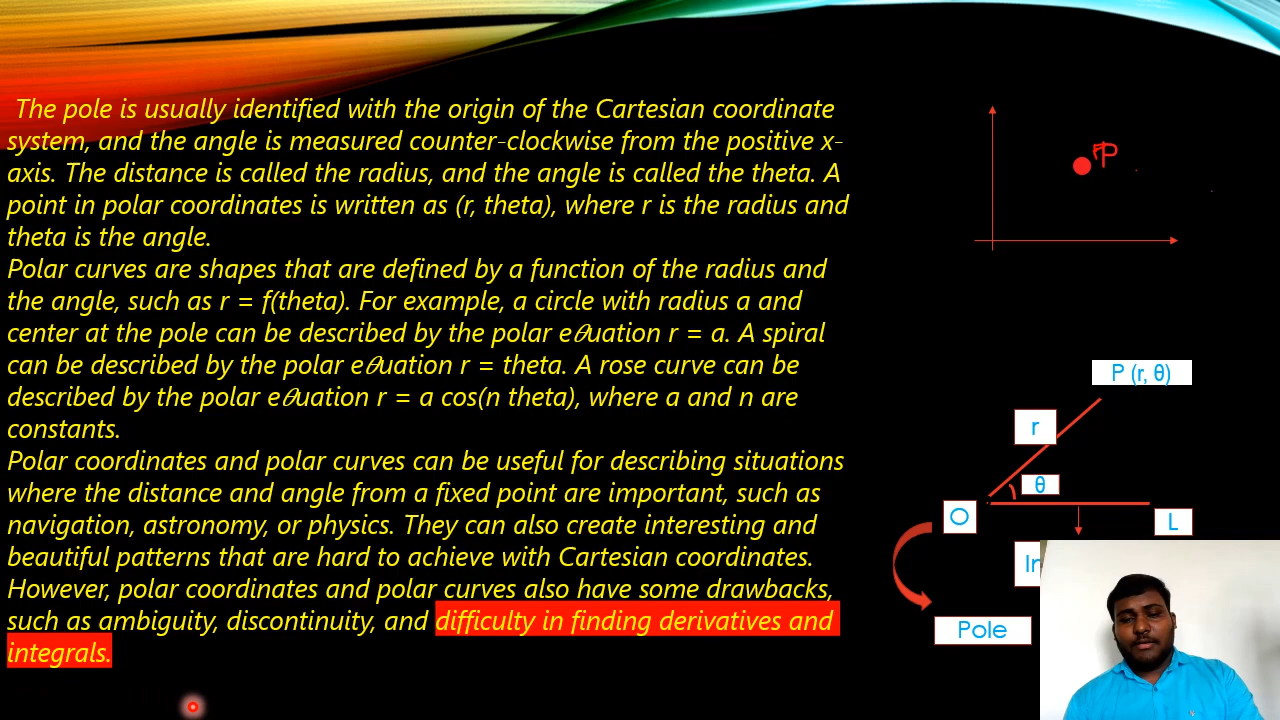 The pole is usually identified with the origin of the Cartesian coordinate
system, and the angle is measured counter-clockwise from the positive x-
axis. The distance is called the radius, and the angle is called the theta. A
point in polar coordinates is written as (r, theta), where r is the radius and
theta is the angle.
Polar curves are shapes that are defined by a function of the radius and
the angle, such as r = f(theta). For example, a circle with radius a and
center at the pole can be described by the polar e𝜃uation r = a. A spiral
can be described by the polar e𝜃uation r = theta. A rose curve can be
described by the polar e𝜃uation r = a cos(n theta), where a and n are
constants.
Polar coordinates and polar curves can be useful for describing situations
where the distance and angle from a fixed point are important, such as
navigation, astronomy, or physics. They can also create interesting and
beautiful patterns that are hard to achieve with Cartesian coordinates.
However, polar coordinates and polar curves also have some drawbacks,
such as ambiguity, discontinuity, and difficulty in finding derivatives and
integrals.
P
P (r, θ)
r
θ
O
L
Pole